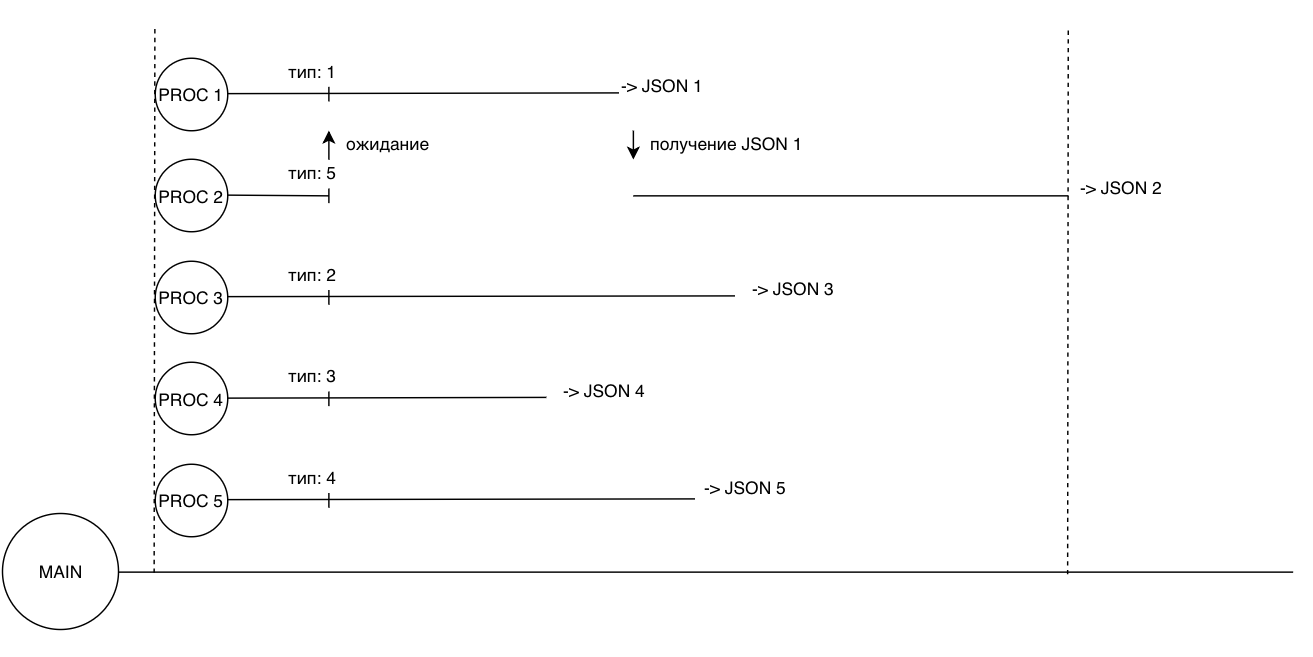 тип: 1
PROC 1
-> JSON 1
ожидание
получение JSON 1
тип: 5
PROC 2
-> JSON 2
тип: 2
PROC 3
-> JSON 3
тип: 3
PROC 4
-> JSON 4
тип: 4
PROC 5
-> JSON 5
MAIN